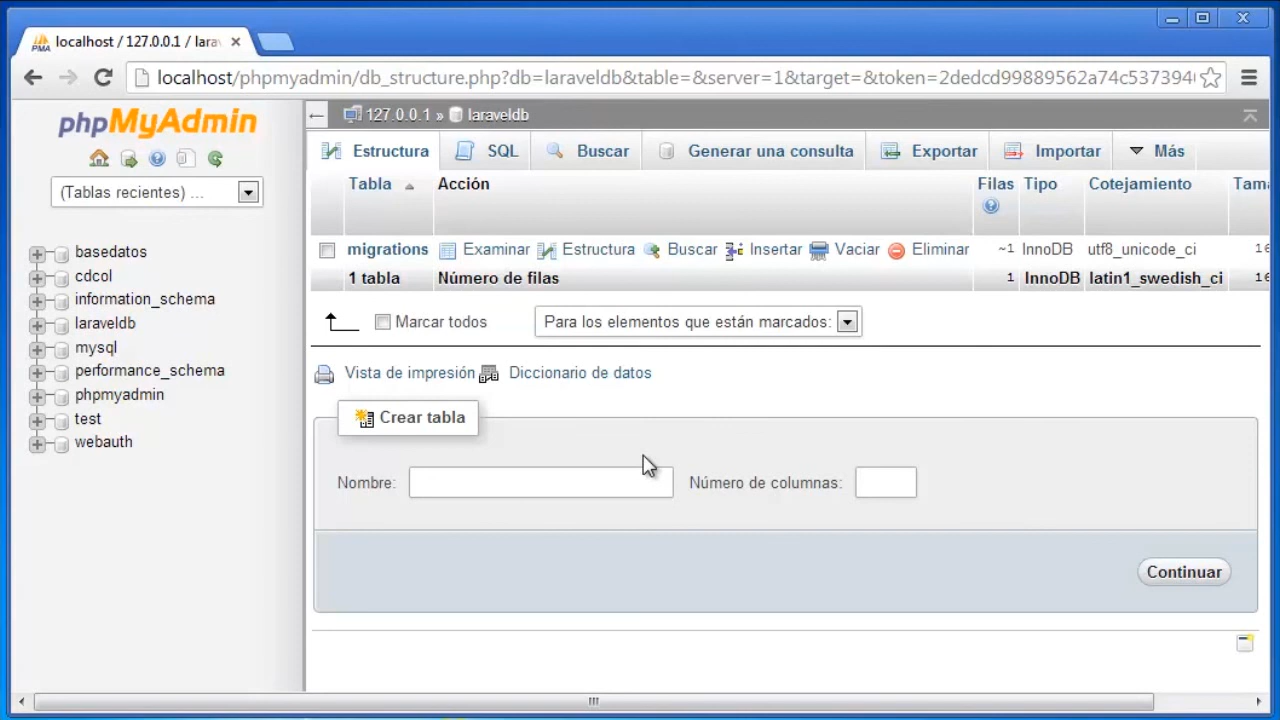 PMA localhost / 127.0.0.1 / lara
localhost/phpmyadmin/db_structure.php?db=laraveldb&table=&server=1&target=&token=2dedcd99889562a74c537394
phpMyAdmin
(Tablas recientes) ...
basedatos
cdcol
information_schema
laraveldb
mysql
performance_schema
phpmyadmin
test
webauth
127.0.0.1 » laraveldb
Estructura SQL Buscar Generar una consulta Exportar Importar Más
Tabla Acción Filas Tipo Cotejamiento Tama
migrations Examinar Estructura Buscar Insertar Vaciar Eliminar ~1 InnoDB utf8_unicode_ci 16
1 tabla Número de filas 1 InnoDB latin1_swedish_ci 16
Marcar todos Para los elementos que están marcados:
Vista de impresión Diccionario de datos
Crear tabla
Nombre: Número de columnas:
Continuar